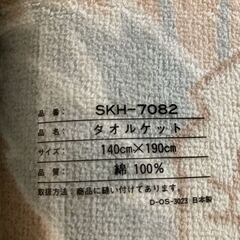 品番: SKH-7082
品名: タオルケット
サイズ: 140cm×190cm
品質: 綿 100%
取扱方法: 商品に縫い付けてあります。
D-OS-3023 日本製